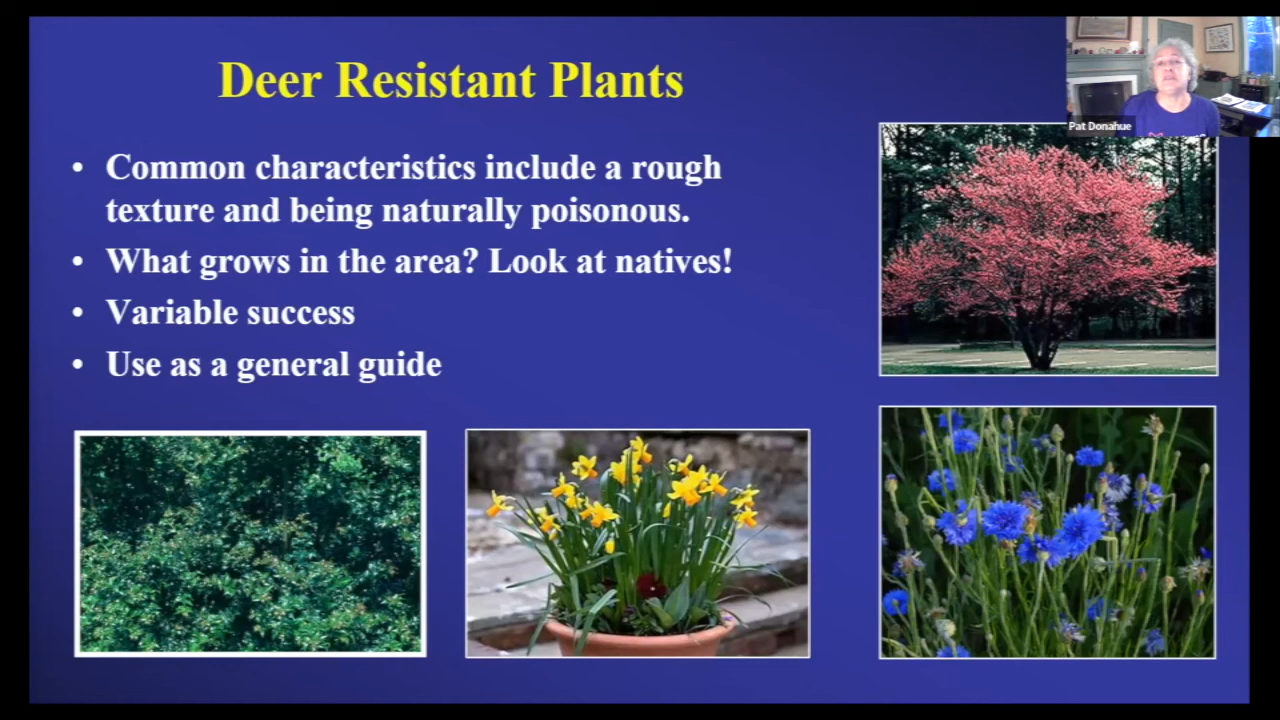 Deer Resistant Plants
Pat Donahue
• Common characteristics include a rough
texture and being naturally poisonous.
• What grows in the area? Look at natives!
• Variable success
• Use as a general guide